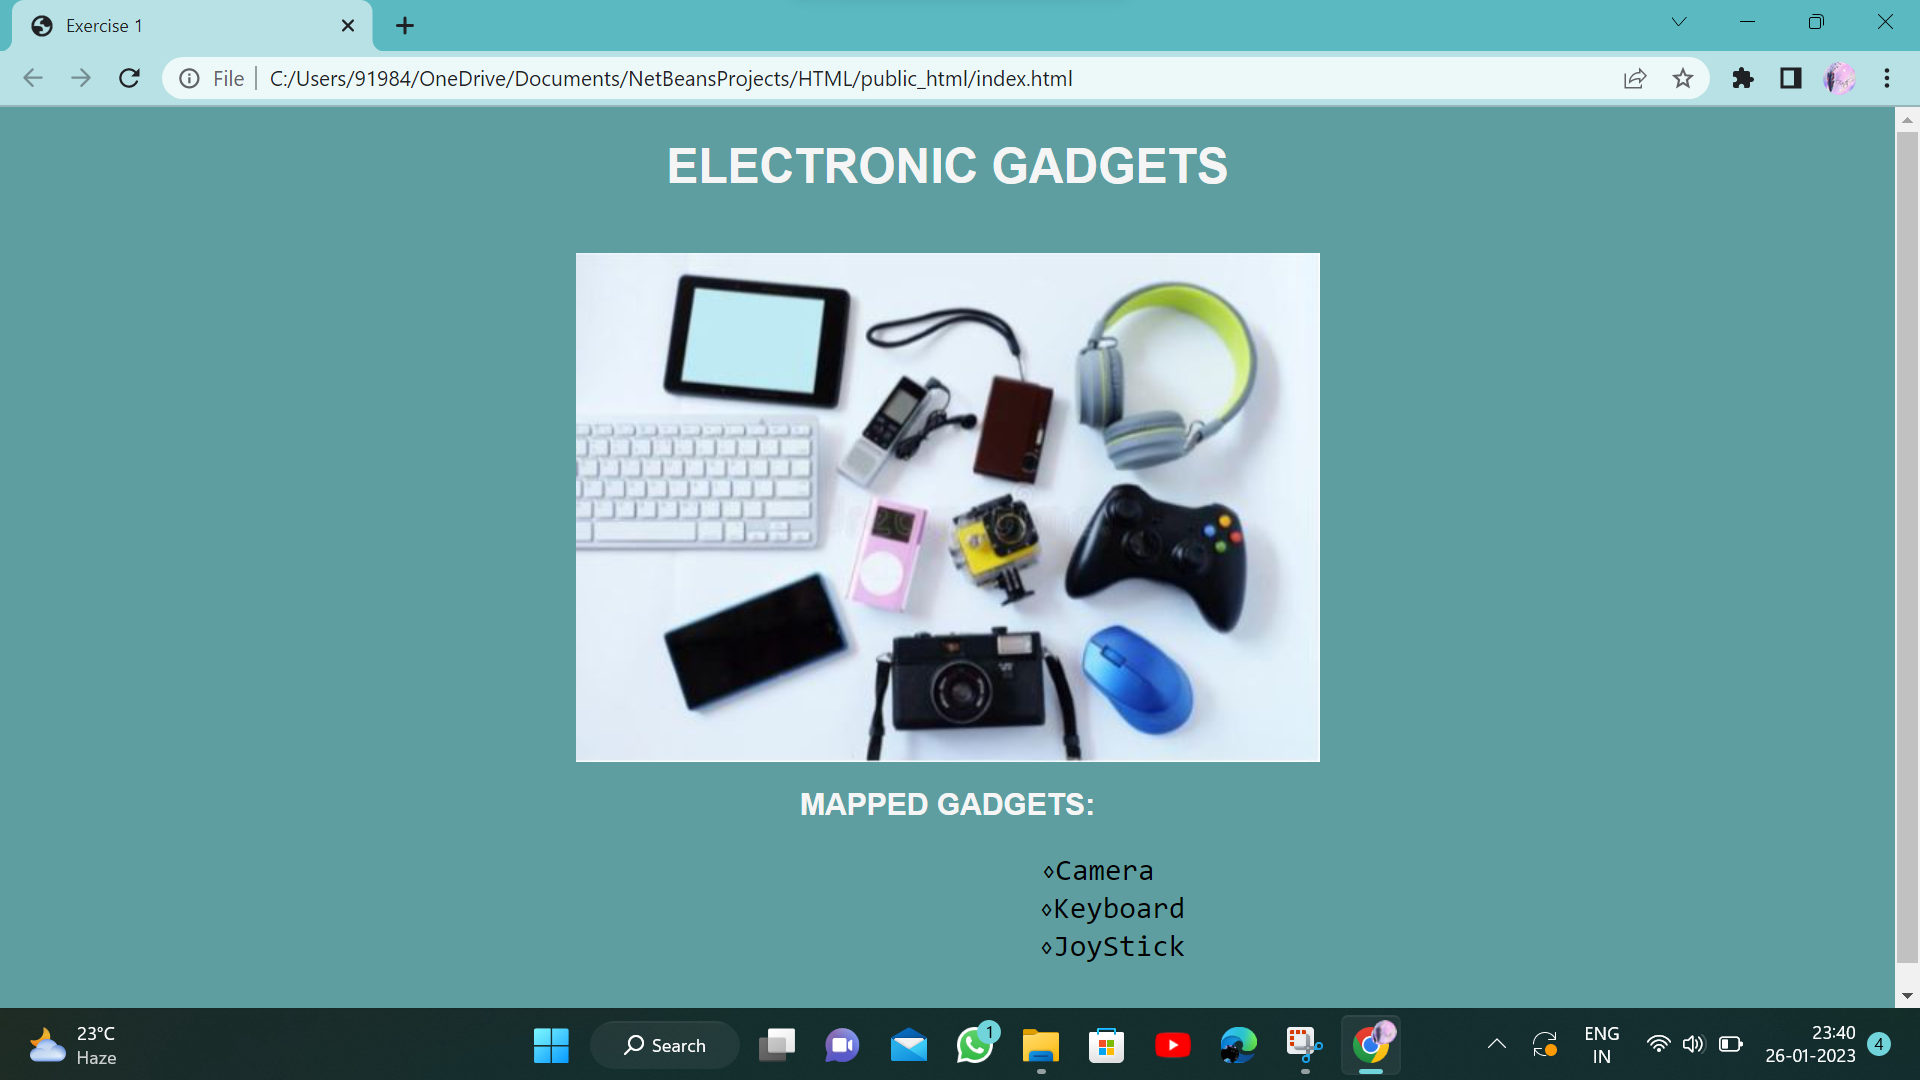 Exercise 1
File
C:/Users/91984/OneDrive/Documents/NetBeansProjects/HTML/public_html/index.html
ELECTRONIC GADGETS
MAPPED GADGETS:
◊Camera
◊Keyboard
◊JoyStick
23°C
Haze
Search
1
ENG
IN
23:40
26-01-2023
4